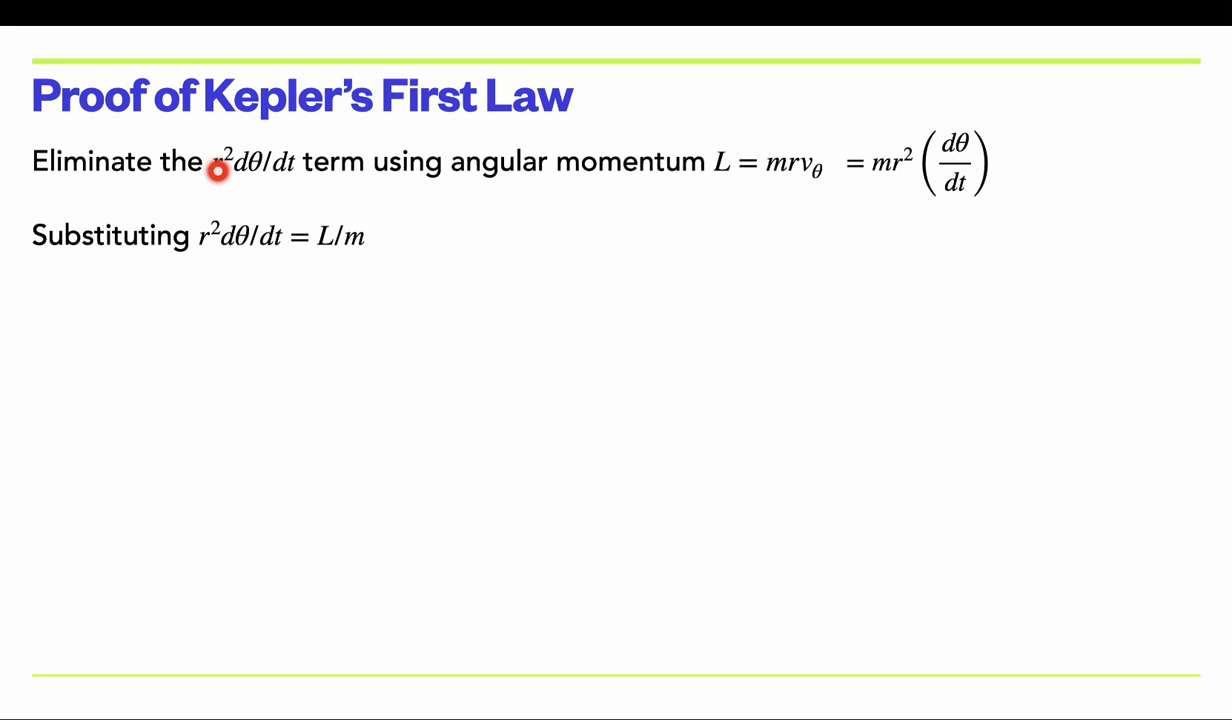 Proof of Kepler's First Law
Eliminate the r²dθ/dt term using angular momentum L = mrv_θ = mr² (dθ/dt)
Substituting r²dθ/dt = L/m